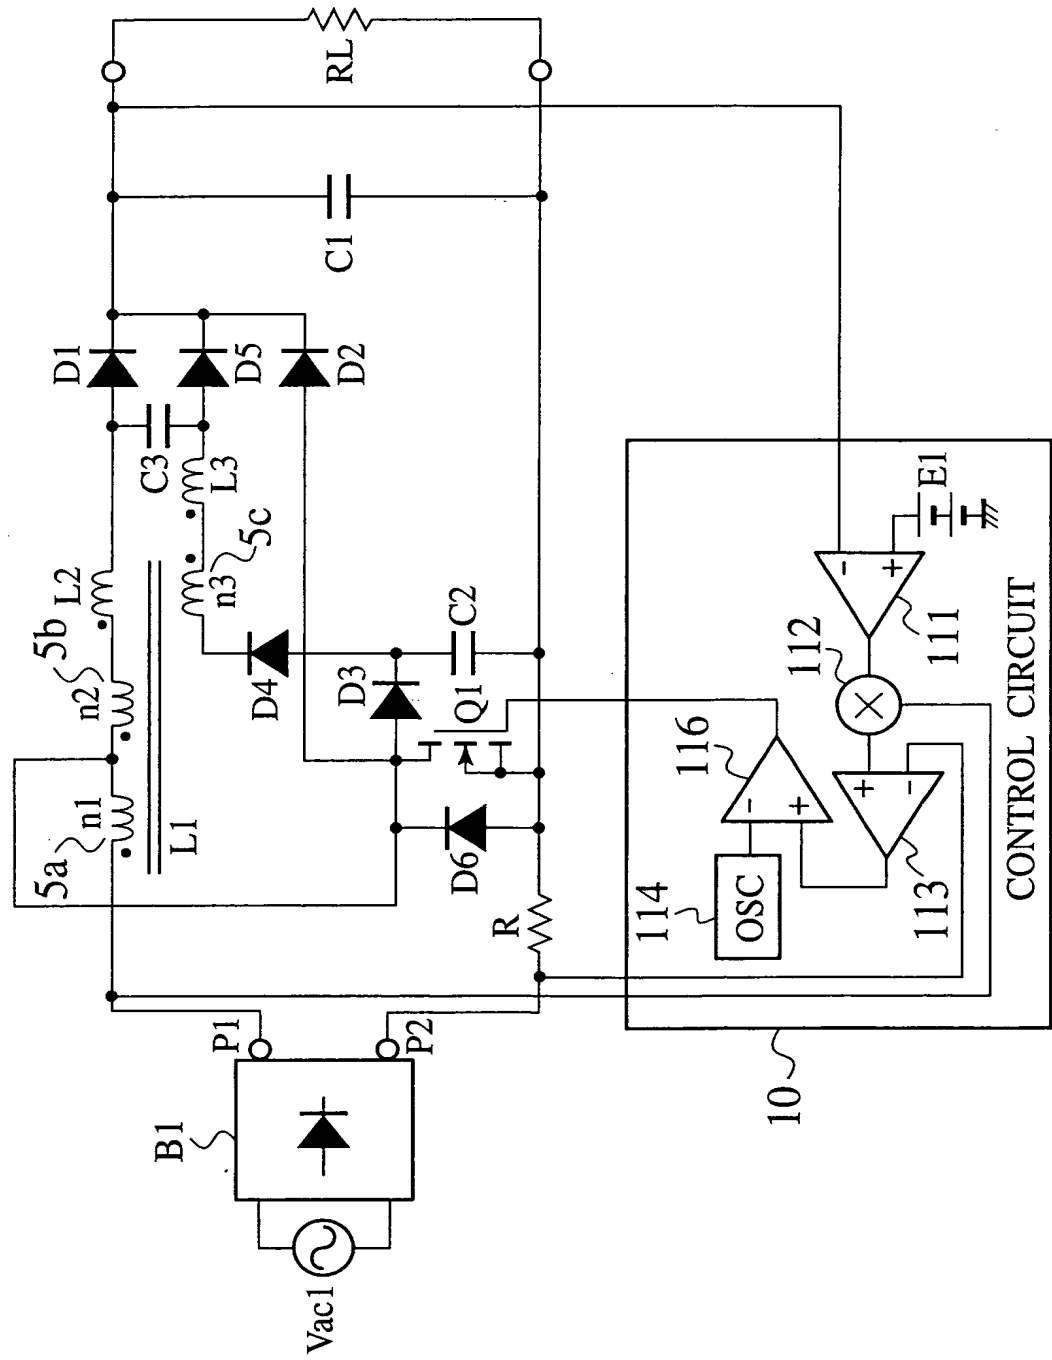 Vac1
B1
P1
P2
5a
n1
L1
n2
5b
L2
C3
n3
5c
L3
D1
D5
D2
D4
D3
C2
Q1
D6
R
C1
RL
10
114
OSC
116
-
+
113
+
-
112
111
-
+
E1
CONTROL CIRCUIT